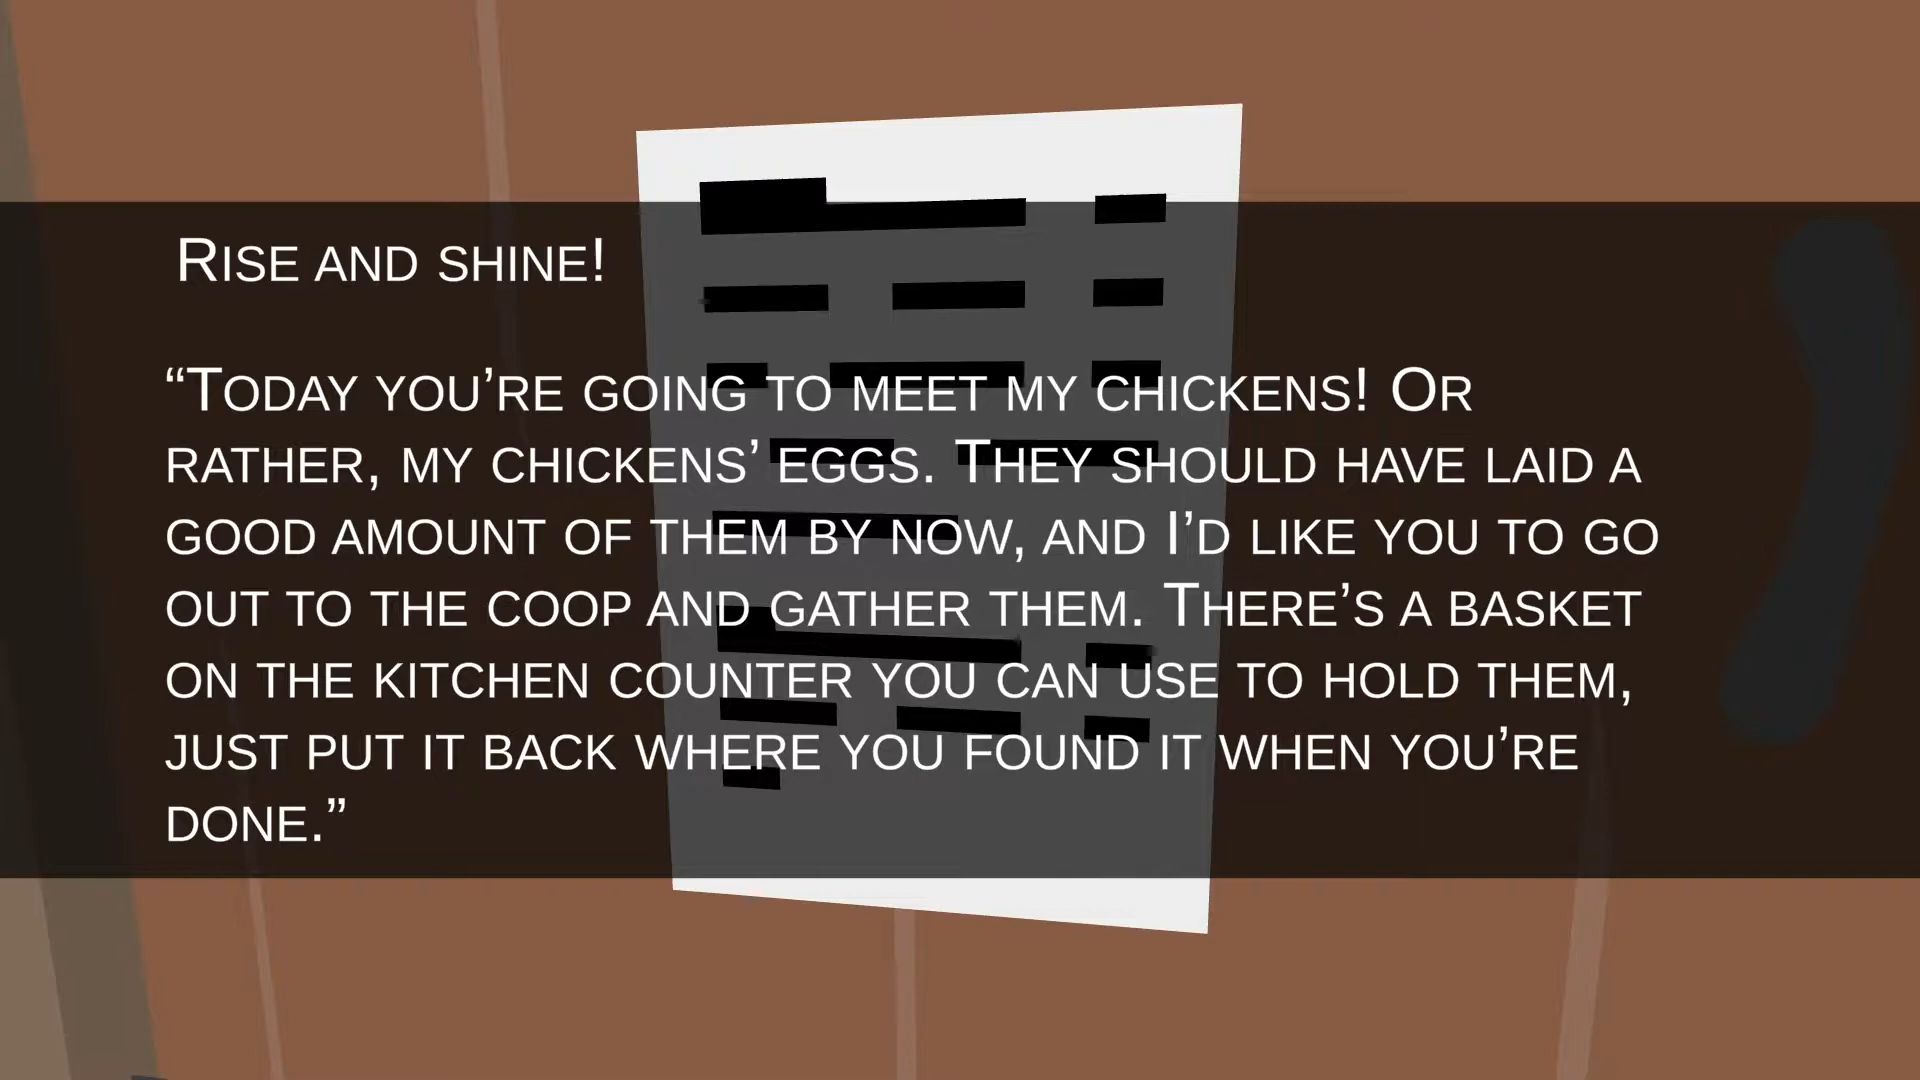 Rise and shine!
“Today you’re going to meet my chickens! Or
rather, my chickens’ eggs. They should have laid a
good amount of them by now, and I’d like you to go
out to the coop and gather them. There’s a basket
on the kitchen counter you can use to hold them,
just put it back where you found it when you’re
done.”